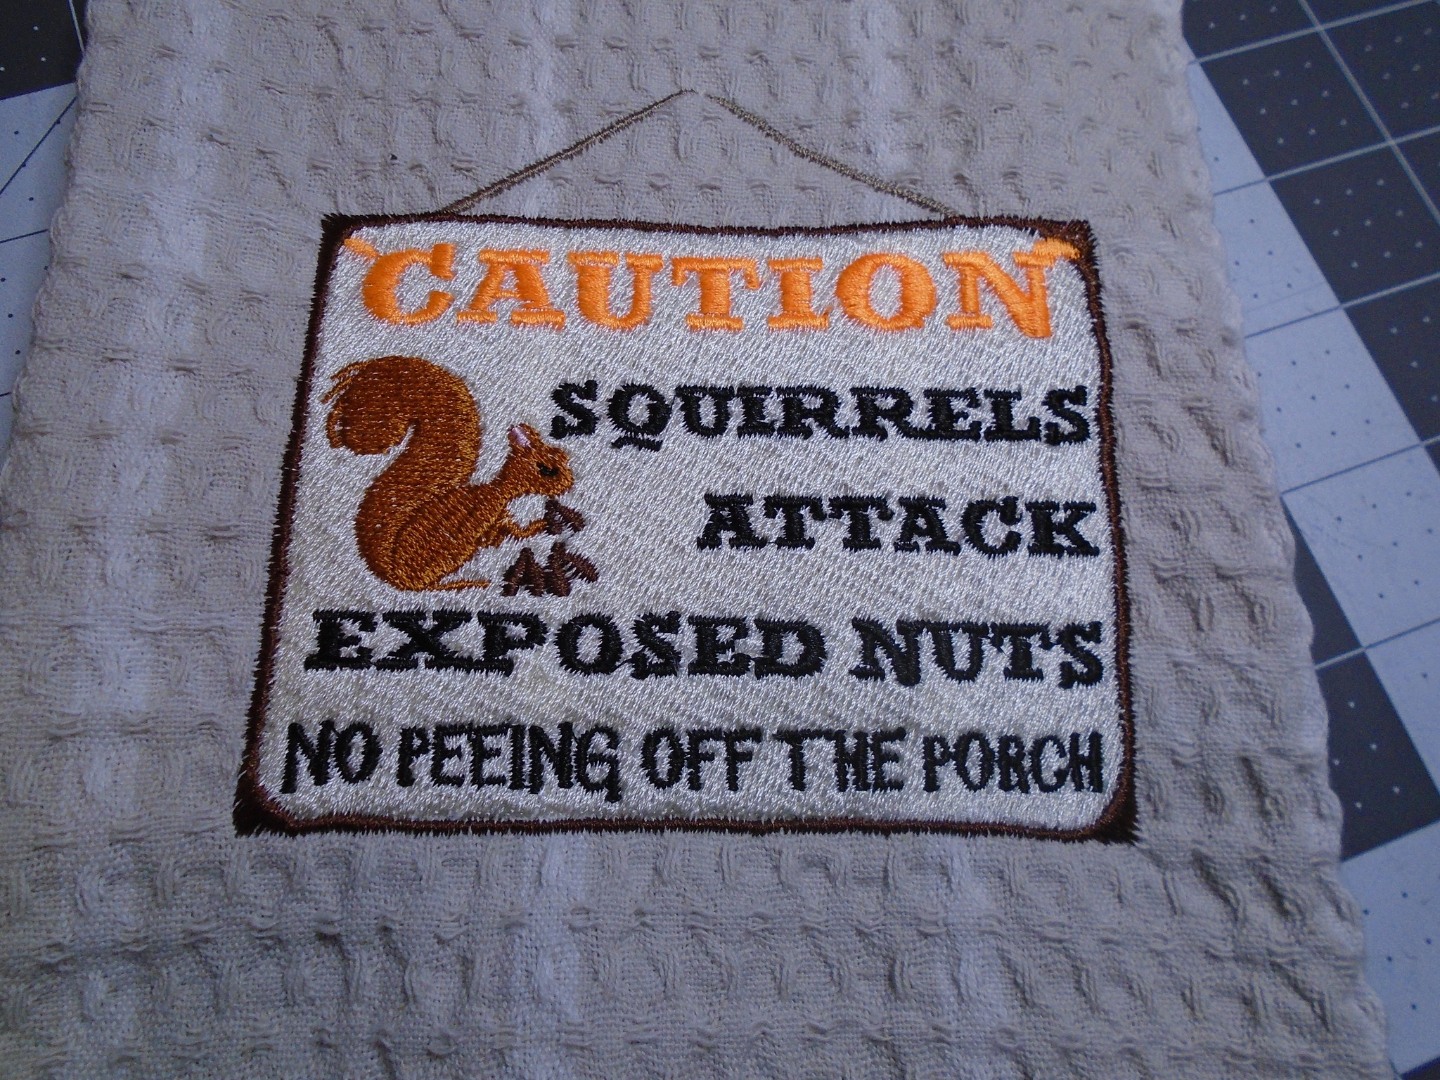 CAUTION
SQUIRRELS
ATTACK
EXPOSED NUTS
NO PEEING OFF THE PORCH